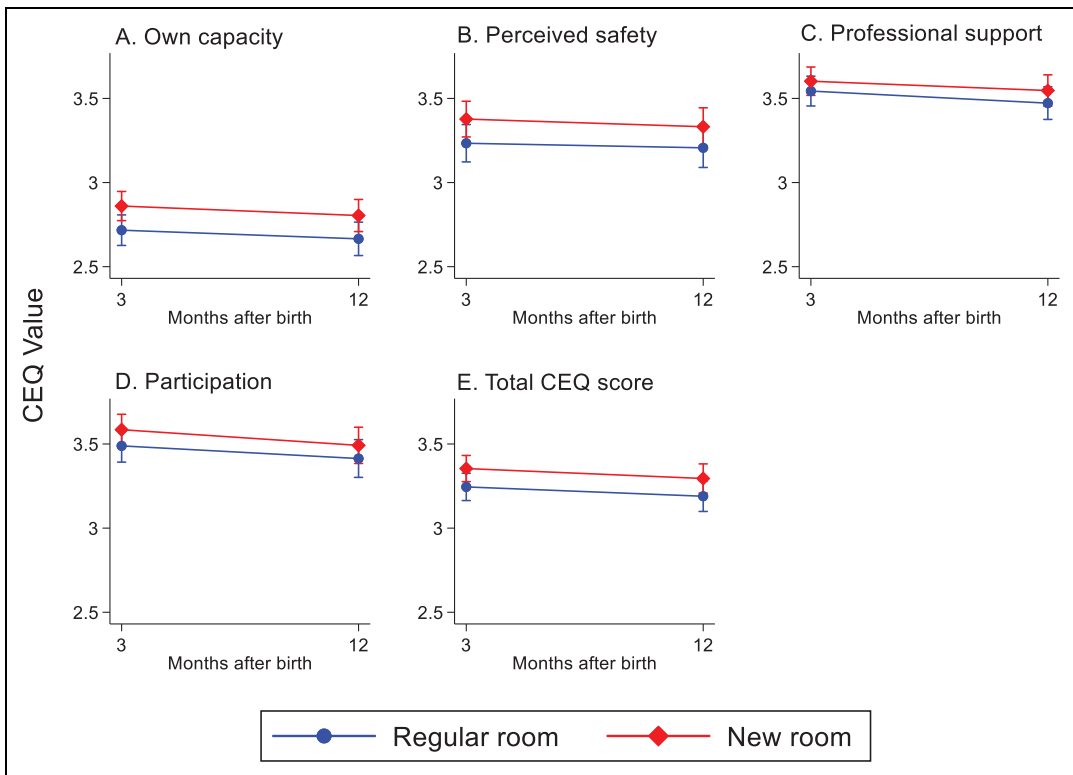 A. Own capacity
3.5
3
2.5
3
12
Months after birth
B. Perceived safety
3.5
3
2.5
3
12
Months after birth
C. Professional support
3.5
3
2.5
3
12
Months after birth
CEQ Value
D. Participation
3.5
3
2.5
3
12
Months after birth
E. Total CEQ score
3.5
3
2.5
3
12
Months after birth
Regular room
New room